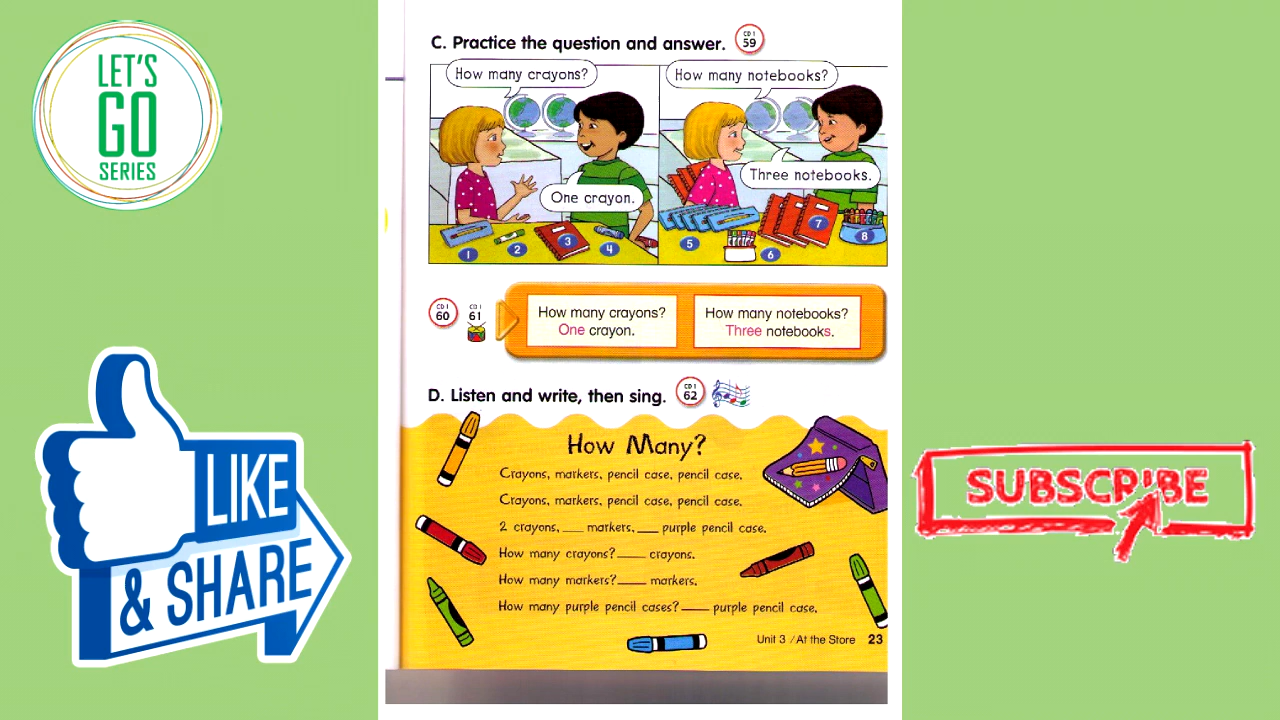 LET'S
GO
SERIES
C. Practice the question and answer. CD 1 59
How many crayons?
One crayon.
1
2
3
4
How many notebooks?
Three notebooks.
5
6
7
8
CD 1 60
CD 1 61
How many crayons?
One crayon.
How many notebooks?
Three notebooks.
D. Listen and write, then sing. CD 1 62
How Many?
Crayons, markers, pencil case, pencil case.
Crayons, markers, pencil case, pencil case.
2 crayons, ___ markers, ___ purple pencil case.
How many crayons? ___ crayons.
How many markers? ___ markers.
How many purple pencil cases? ___ purple pencil case.
Unit 3 / At the Store 23
LIKE
& SHARE
SUBSCRIBE